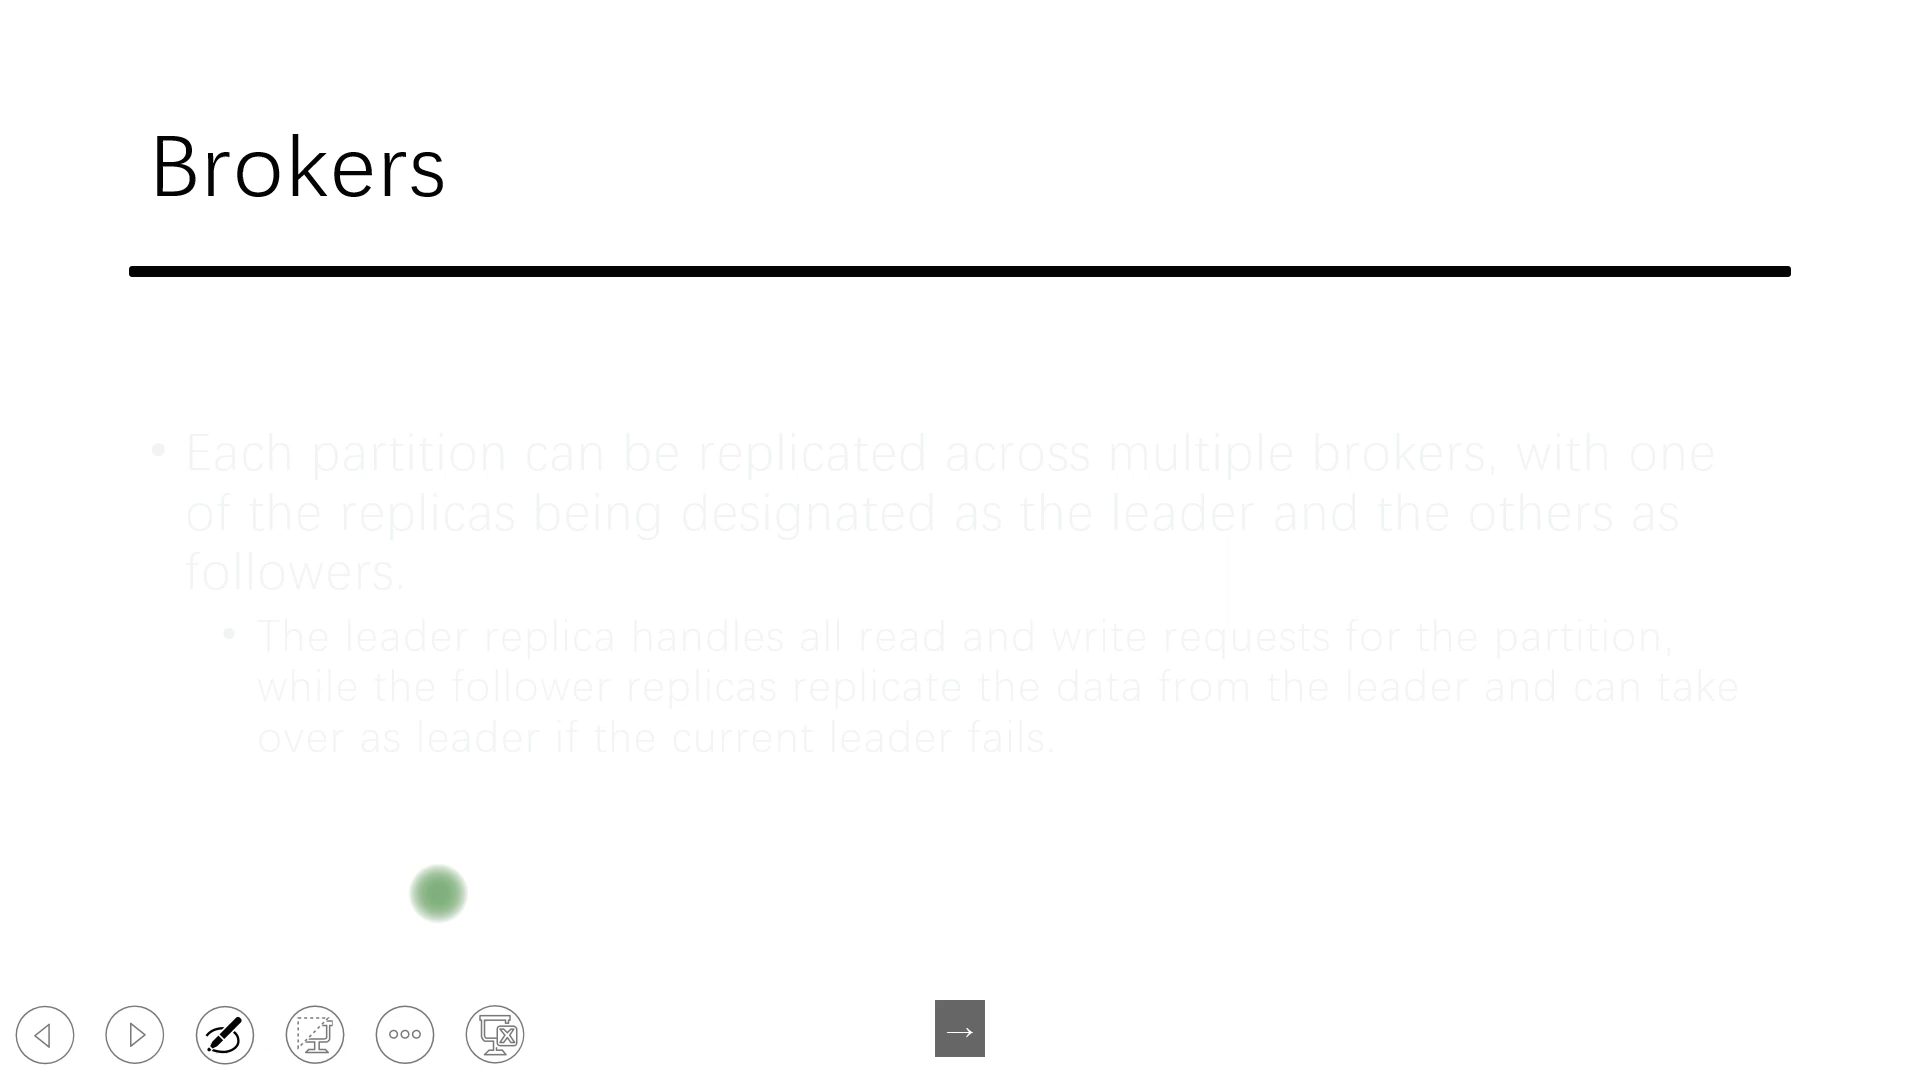 Brokers
• Each partition can be replicated across multiple brokers, with one
of the replicas being designated as the leader and the others as
followers.
• The leader replica handles all read and write requests for the partition,
while the follower replicas replicate the data from the leader and can take
over as leader if the current leader fails.